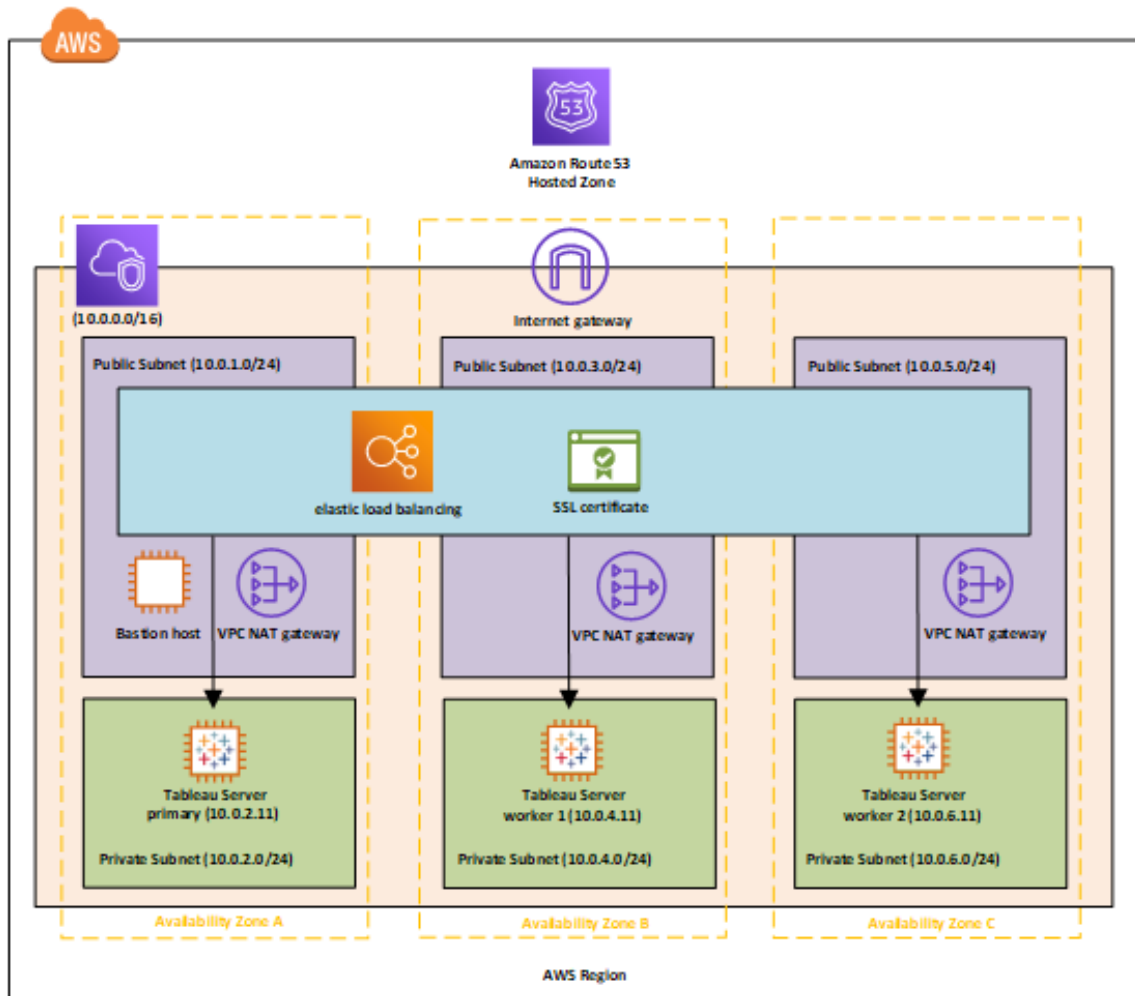 AWS
53
Amazon Route 53
Hosted Zone
(10.0.0.0/16)
Internet gateway
Public Subnet (10.0.1.0/24)
Public Subnet (10.0.3.0/24)
Public Subnet (10.0.5.0/24)
elastic load balancing
SSL certificate
Bastion host
VPC NAT gateway
VPC NAT gateway
VPC NAT gateway
Tableau Server
primary (10.0.2.11)
Tableau Server
worker 1 (10.0.4.11)
Tableau Server
worker 2 (10.0.6.11)
Private Subnet (10.0.2.0/24)
Private Subnet (10.0.4.0/24)
Private Subnet (10.0.6.0/24)
Availability Zone A
Availability Zone B
Availability Zone C
AWS Region